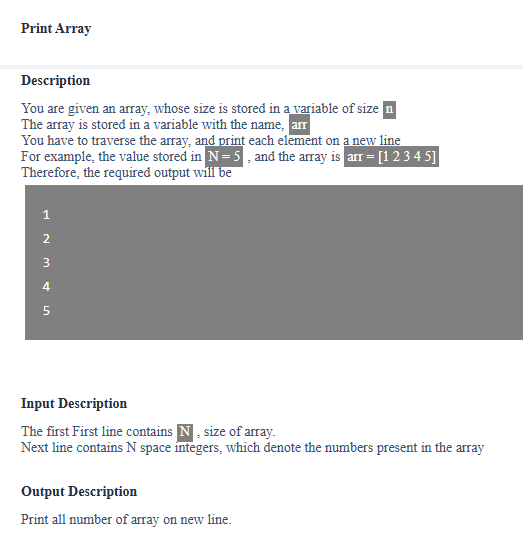 Print Array
Description
You are given an array, whose size is stored in a variable of size n
The array is stored in a variable with the name, arr
You have to traverse the array, and print each element on a new line
For example, the value stored in N = 5 , and the array is arr = [1 2 3 4 5]
Therefore, the required output will be
1
2
3
4
5
Input Description
The first First line contains N , size of array.
Next line contains N space integers, which denote the numbers present in the array
Output Description
Print all number of array on new line.